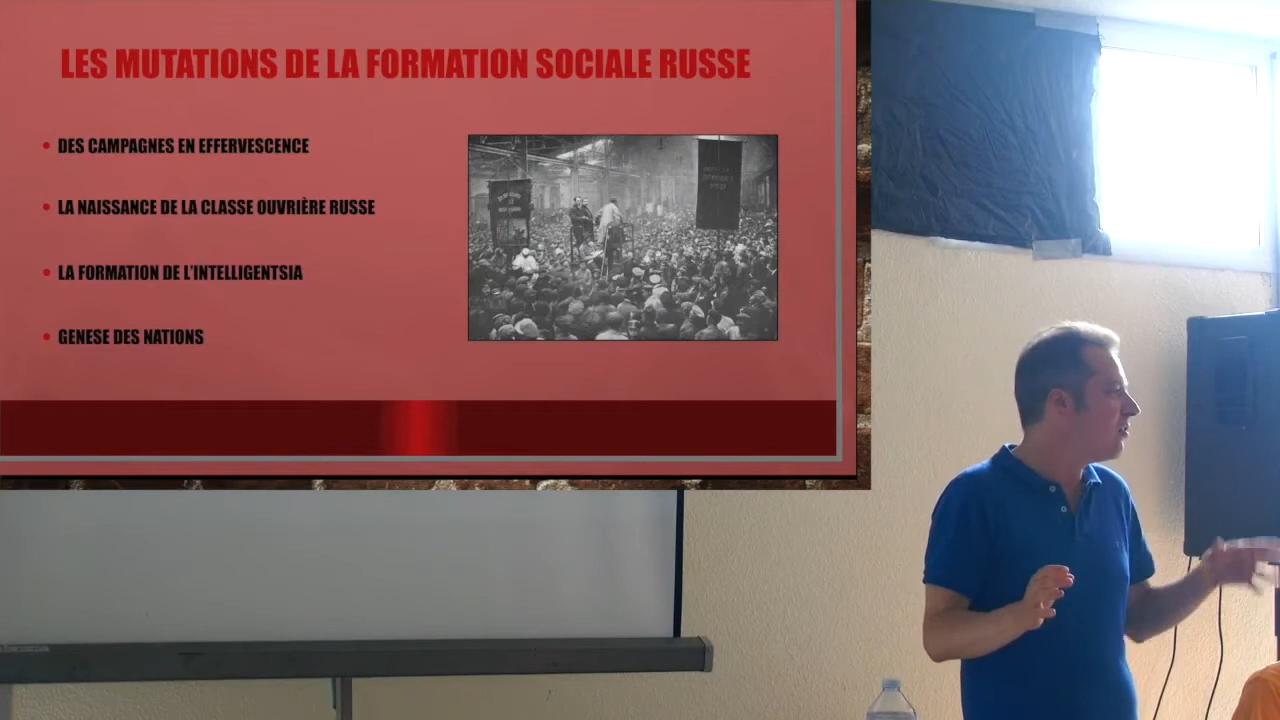 LES MUTATIONS DE LA FORMATION SOCIALE RUSSE
• DES CAMPAGNES EN EFFERVESCENCE
• LA NAISSANCE DE LA CLASSE OUVRIÈRE RUSSE
• LA FORMATION DE L'INTELLIGENTSIA
• GENESE DES NATIONS